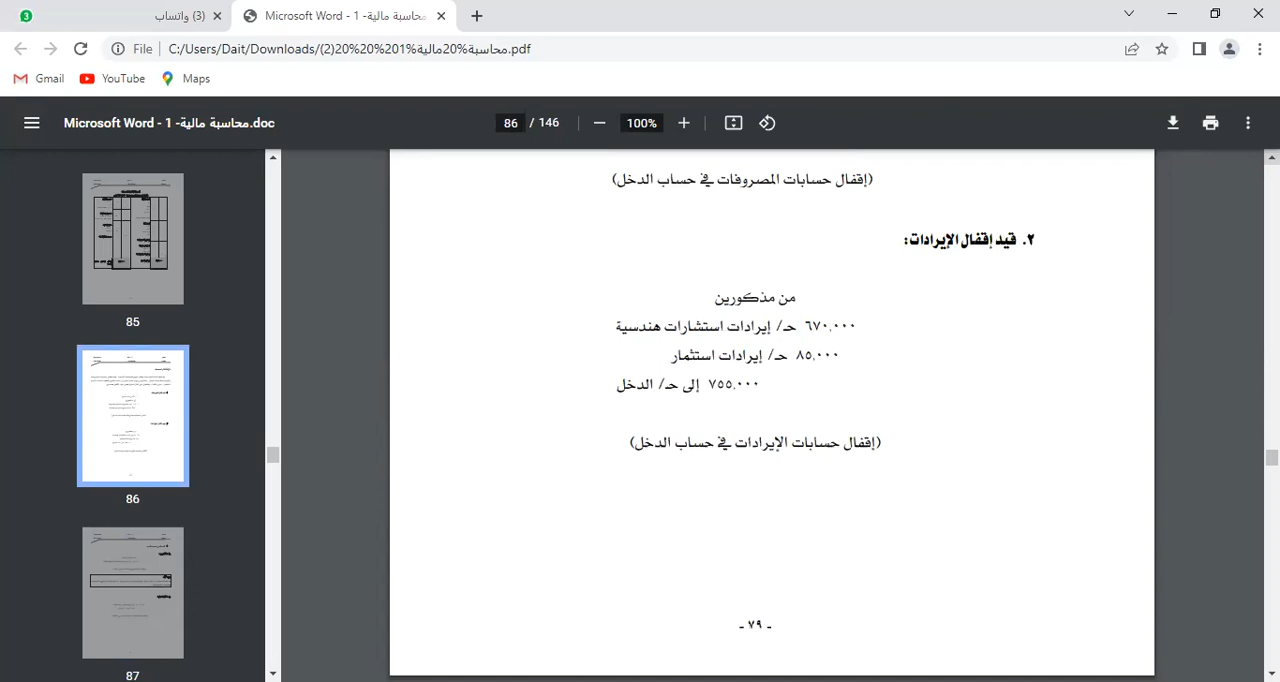 3
(3) واتساب
Microsoft Word - محاسبة مالية- 1
File
C:/Users/Dait/Downloads/محاسبة%20مالية%201%20%20(2).pdf
Gmail
YouTube
Maps
Microsoft Word - محاسبة مالية- 1.doc
86 / 146
100%
85
86
87
(إقفال حسابات المصروفات في حساب الدخل)
٢. قيد إقفال الإيرادات:
من مذكورين
٦٧٠,٠٠٠ حـ/ إيرادات استشارات هندسية
٨٥,٠٠٠ حـ/ إيرادات استثمار
٧٥٥,٠٠٠ إلى حـ/ الدخل
(إقفال حسابات الإيرادات في حساب الدخل)
- ٧٩ -